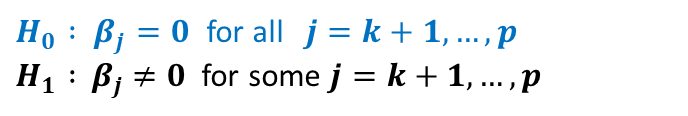 H₀ : βⱼ = 0 for all j = k + 1, … , p
H₁ : βⱼ ≠ 0 for some j = k + 1, … , p